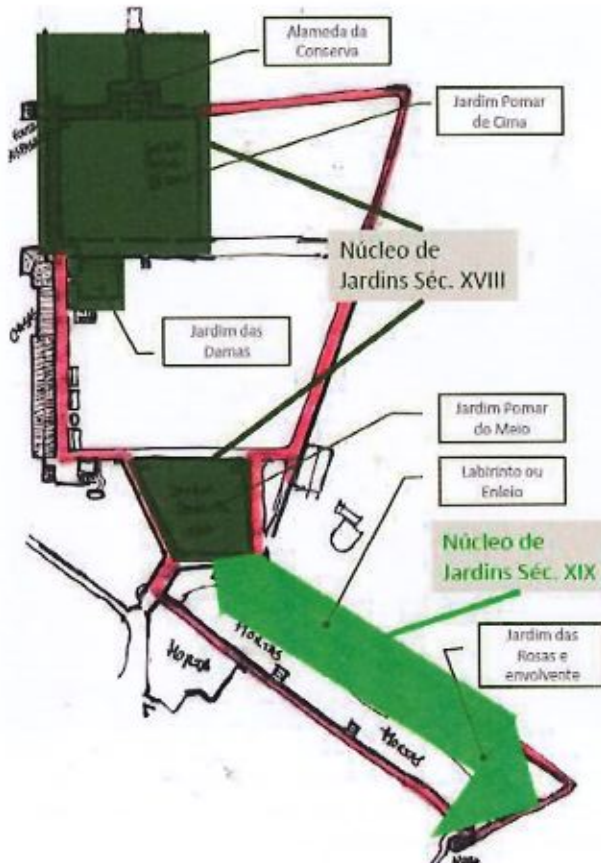 Alameda da
Conserva
Jardim Pomar
de Cima
Núcleo de
Jardins Séc. XVIII
Jardim das
Damas
Jardim Pomar
do Meio
Labirinto ou
Enleio
Núcleo de
Jardins Séc. XIX
Jardim das
Rosas e
envolvente
HORTAS
HORTA
HORTAS